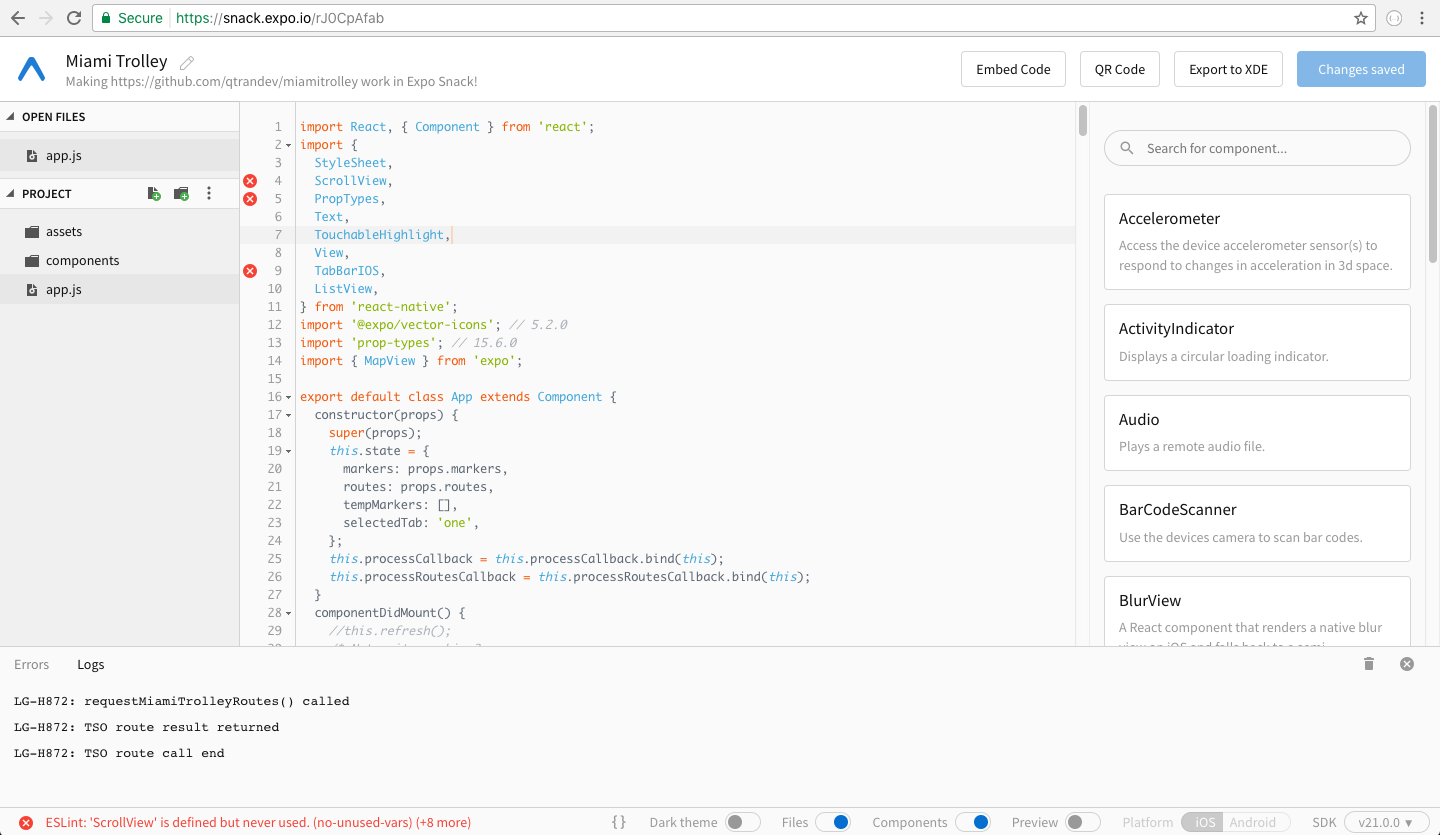 Secure https://snack.expo.io/rJ0CpAfab
Miami Trolley
Making https://github.com/qtrandev/miamitrolley work in Expo Snack!
Embed Code
QR Code
Export to XDE
Changes saved
OPEN FILES
app.js
PROJECT
assets
components
app.js
1 import React, { Component } from 'react';
2 import {
3 StyleSheet,
4 ScrollView,
5 PropTypes,
6 Text,
7 TouchableHighlight,
8 View,
9 TabBarIOS,
10 ListView,
11 } from 'react-native';
12 import '@expo/vector-icons'; // 5.2.0
13 import 'prop-types'; // 15.6.0
14 import { MapView } from 'expo';
15
16 export default class App extends Component {
17 constructor(props) {
18 super(props);
19 this.state = {
20 markers: props.markers,
21 routes: props.routes,
22 tempMarkers: [],
23 selectedTab: 'one',
24 };
25 this.processCallback = this.processCallback.bind(this);
26 this.processRoutesCallback = this.processRoutesCallback.bind(this);
27 }
28 componentDidMount() {
29 //this.refresh();
Search for component...
Accelerometer
Access the device accelerometer sensor(s) to
respond to changes in acceleration in 3d space.
ActivityIndicator
Displays a circular loading indicator.
Audio
Plays a remote audio file.
BarCodeScanner
Use the devices camera to scan bar codes.
BlurView
A React component that renders a native blur
Errors
Logs
LG-H872: requestMiamiTrolleyRoutes() called
LG-H872: TSO route result returned
LG-H872: TSO route call end
ESLint: 'ScrollView' is defined but never used. (no-unused-vars) (+8 more)
{}
Dark theme
Files
Components
Preview
Platform
iOS
Android
SDK
v21.0.0 ▼